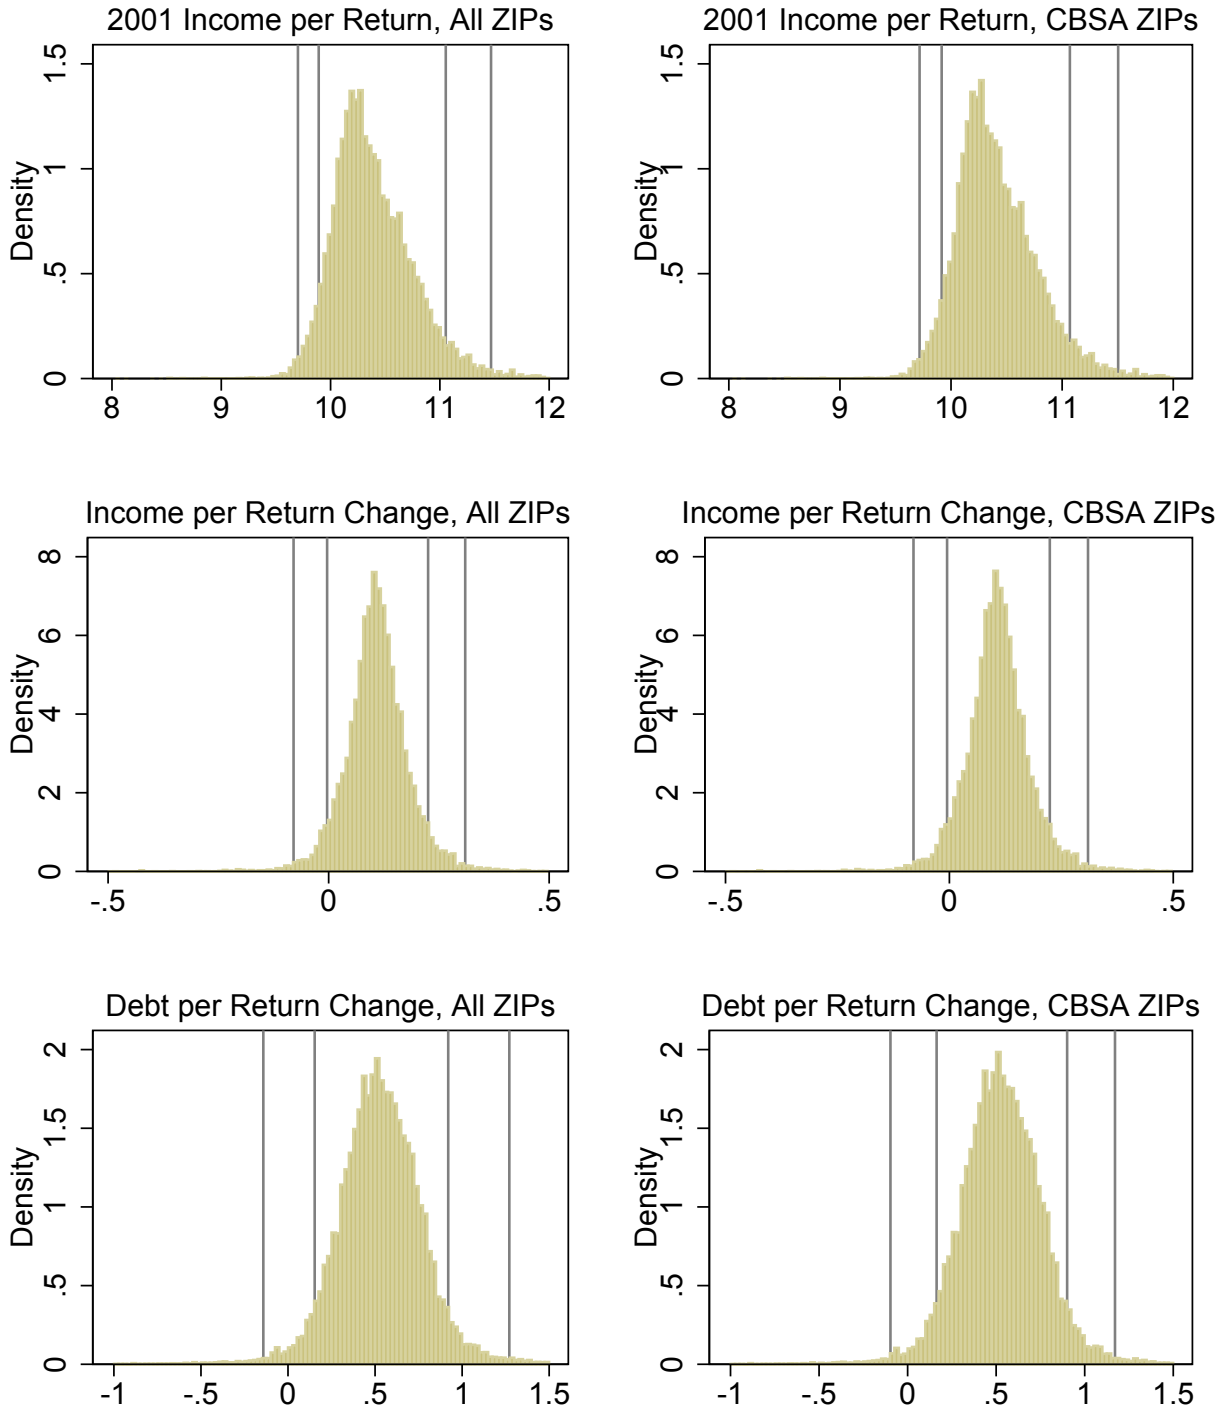 2001 Income per Return, All ZIPs
Density
0 .5 1 1.5
8 9 10 11 12
2001 Income per Return, CBSA ZIPs
Density
0 .5 1 1.5
8 9 10 11 12
Income per Return Change, All ZIPs
Density
0 2 4 6 8
-.5 0 .5
Income per Return Change, CBSA ZIPs
Density
0 2 4 6 8
-.5 0 .5
Debt per Return Change, All ZIPs
Density
0 .5 1 1.5 2
-1 -.5 0 .5 1 1.5
Debt per Return Change, CBSA ZIPs
Density
0 .5 1 1.5 2
-1 -.5 0 .5 1 1.5